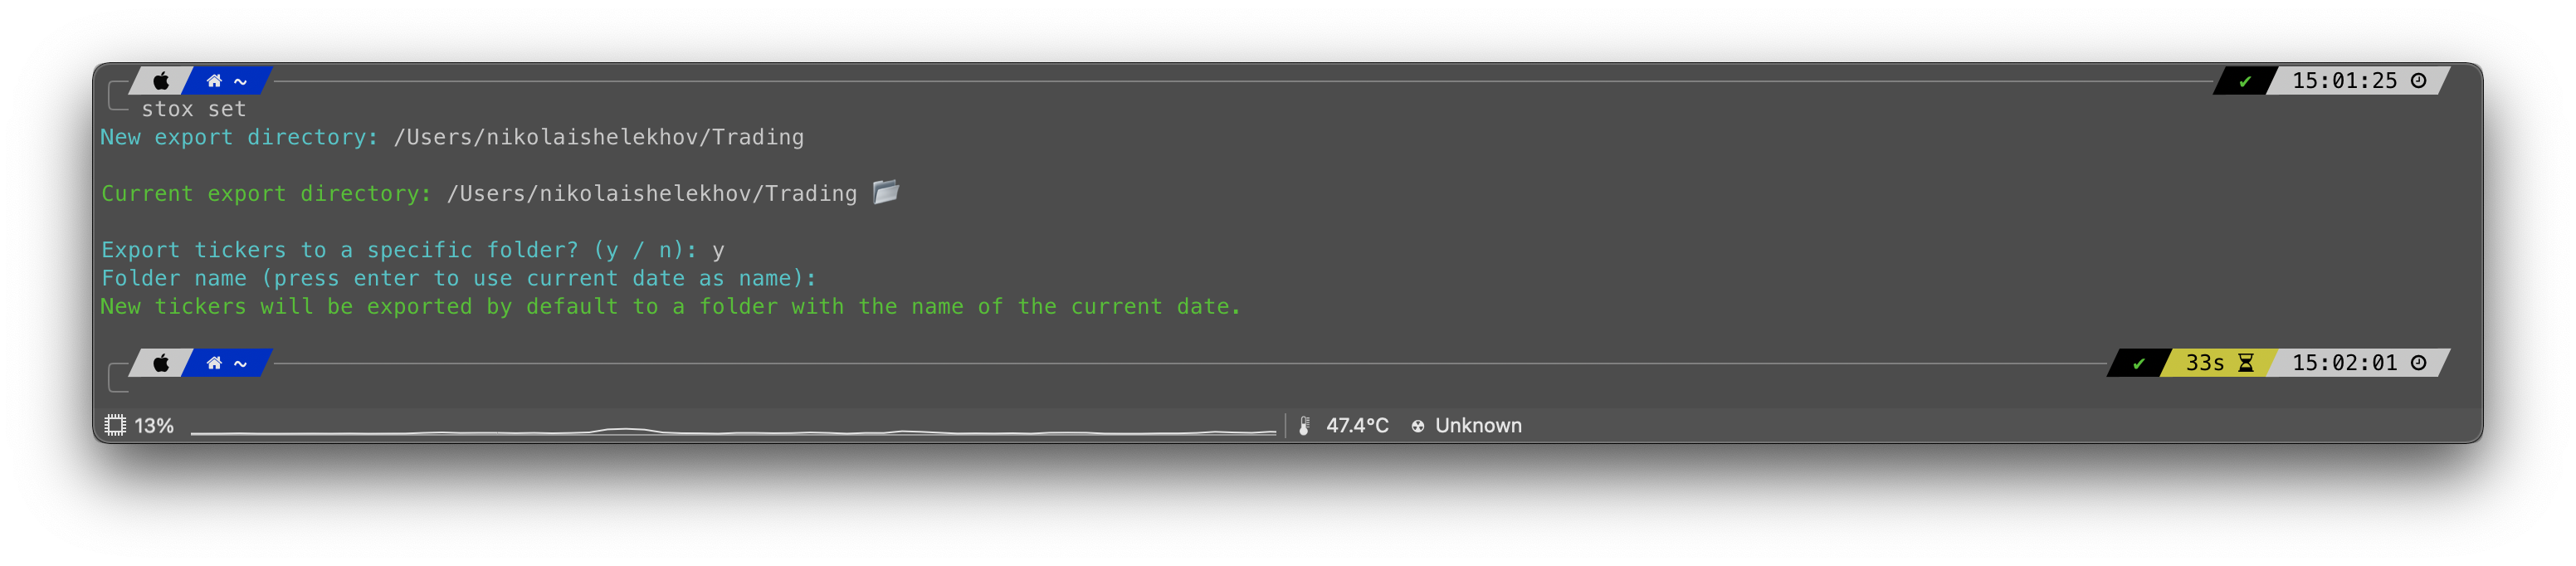 ~ ✔ 15:01:25
stox set
New export directory: /Users/nikolaishelekhov/Trading
Current export directory: /Users/nikolaishelekhov/Trading
Export tickers to a specific folder? (y / n): y
Folder name (press enter to use current date as name):
New tickers will be exported by default to a folder with the name of the current date.
~ ✔ 33s 15:02:01
13% 47.4°C Unknown